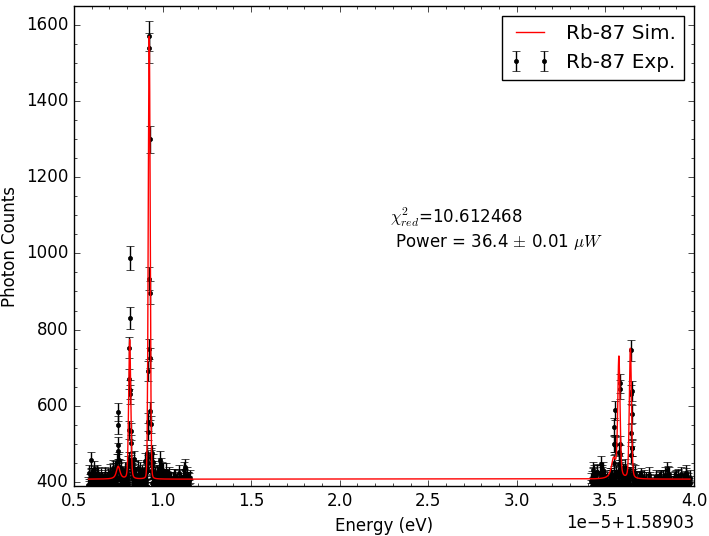 1600
1400
1200
1000
800
600
400
Photon Counts
Rb-87 Sim.
Rb-87 Exp.
χ²red=10.612468
Power = 36.4 ± 0.01 μW
0.5 1.0 1.5 2.0 2.5 3.0 3.5 4.0
Energy (eV)
1e−5+1.58903